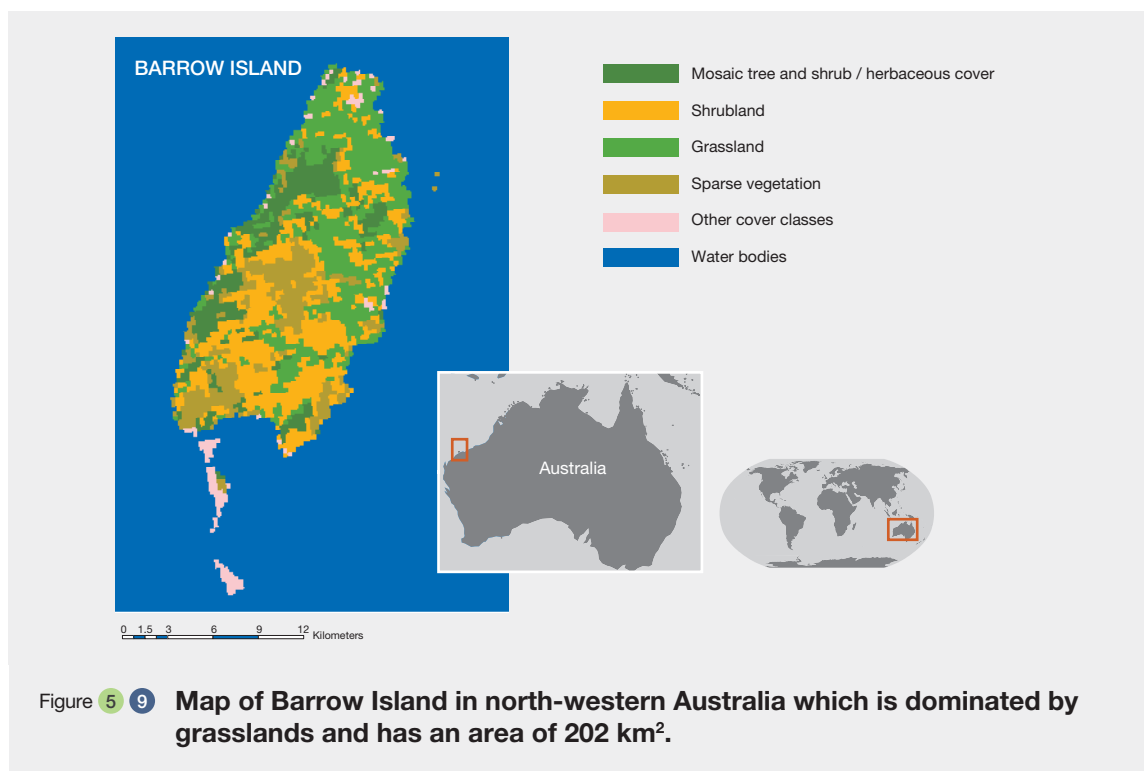 BARROW ISLAND
Mosaic tree and shrub / herbaceous cover
Shrubland
Grassland
Sparse vegetation
Other cover classes
Water bodies
Australia
0 1.5 3 6 9 12 Kilometers
Figure 5 9 Map of Barrow Island in north-western Australia which is dominated by
grasslands and has an area of 202 km².